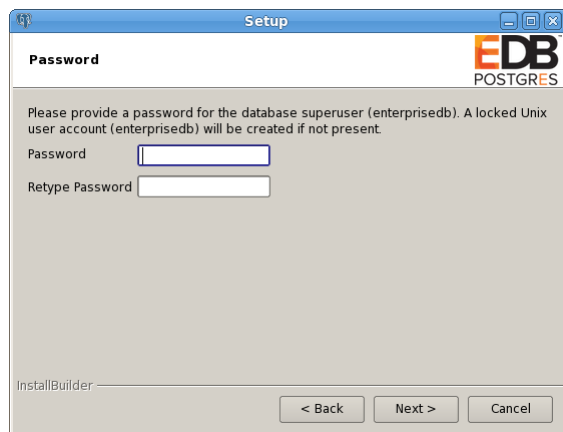 Setup
Password
EDB
POSTGRES
Please provide a password for the database superuser (enterprisedb). A locked Unix
user account (enterprisedb) will be created if not present.
Password
Retype Password
InstallBuilder
< Back
Next >
Cancel